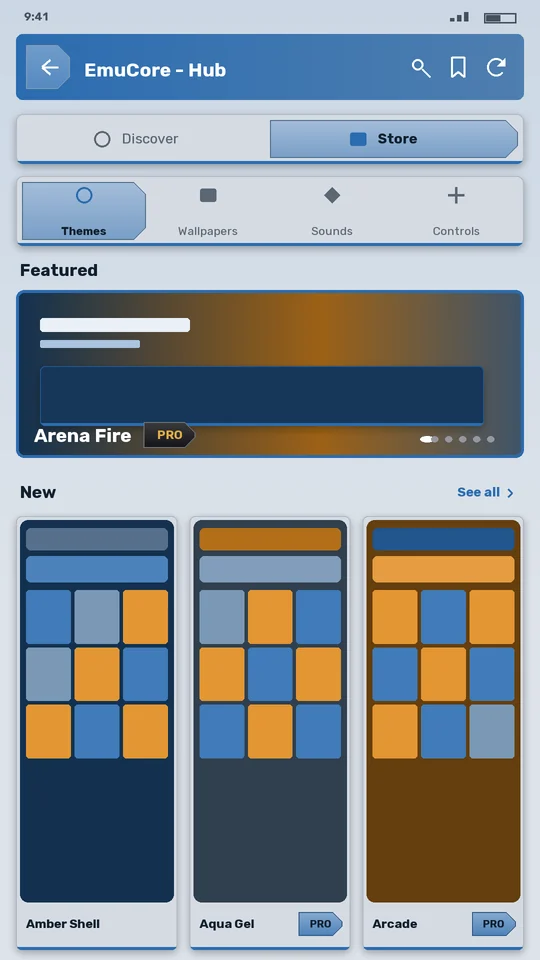 9:41
EmuCore - Hub
Discover
Store
Themes
Wallpapers
Sounds
Controls
Featured
Arena Fire
PRO
New
See all
Amber Shell
Aqua Gel
PRO
Arcade
PRO